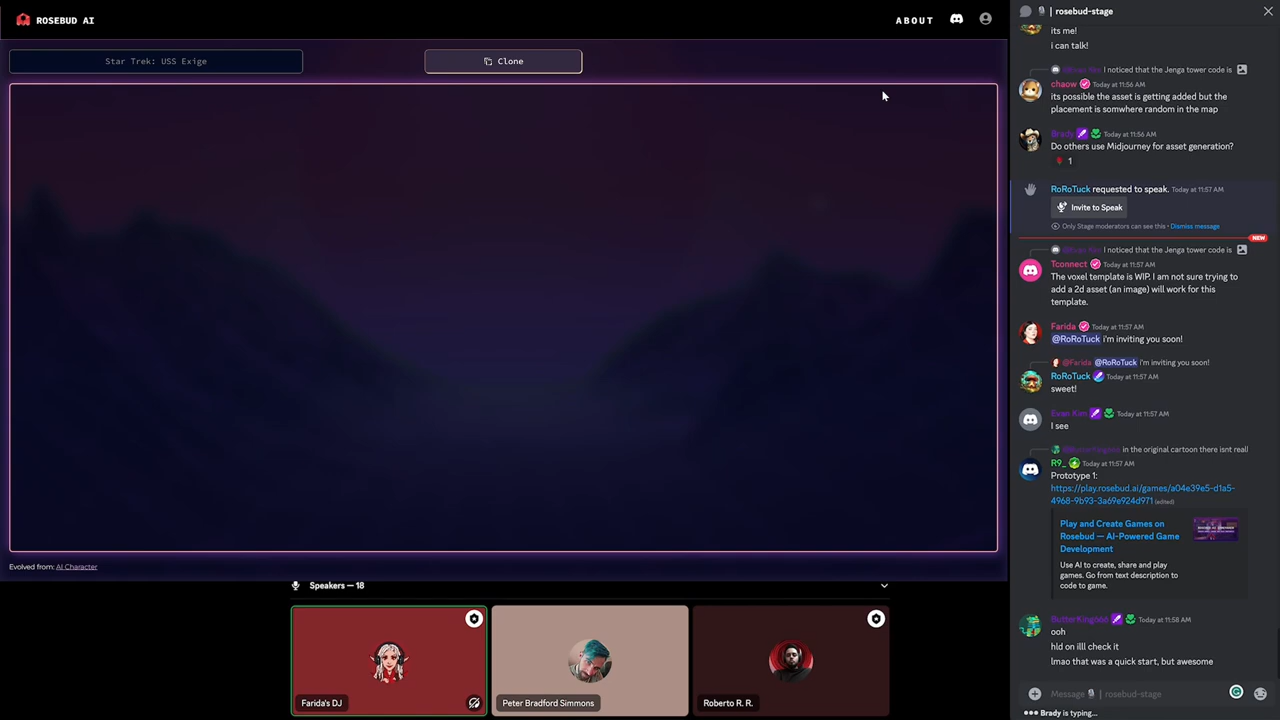 ROSEBUD AI
ABOUT
Star Trek: USS Exige
Clone
Evolved from: AI Character
Speakers — 18
Farida's DJ
Peter Bradford Simmons
Roberto R. R.
rosebud-stage
its me!
i can talk!
I noticed that the Jenga tower code is
chaow Today at 11:56 AM
its possible the asset is getting added but the
placement is somwhere random in the map
Brady Today at 11:56 AM
Do others use Midjourney for asset generation?
1
RoRoTuck requested to speak. Today at 11:57 AM
Invite to Speak
Only Stage moderators can see this • Dismiss message
NEW
@Evan Kim I noticed that the Jenga tower code is
Tconnect Today at 11:57 AM
The voxel template is WIP. I am not sure trying to
add a 2d asset (an image) will work for this
template.
Farida Today at 11:57 AM
@RoRoTuck i'm inviting you soon!
@Farida @RoRoTuck i'm inviting you soon!
RoRoTuck Today at 11:57 AM
sweet!
Evan Kim Today at 11:57 AM
I see
in the original cartoon there isnt reall
R9_ Today at 11:57 AM
Prototype 1:
https://play.rosebud.ai/games/a04e39e5-d1a5-
4968-9b93-3a69e924d971 (edited)
Play and Create Games on
Rosebud — AI-Powered Game
Development
Use AI to create, share and play
games. Go from text description to
code to game.
ButterKing666 Today at 11:58 AM
ooh
hld on illl check it
lmao that was a quick start, but awesome
Message rosebud-stage
Brady is typing...